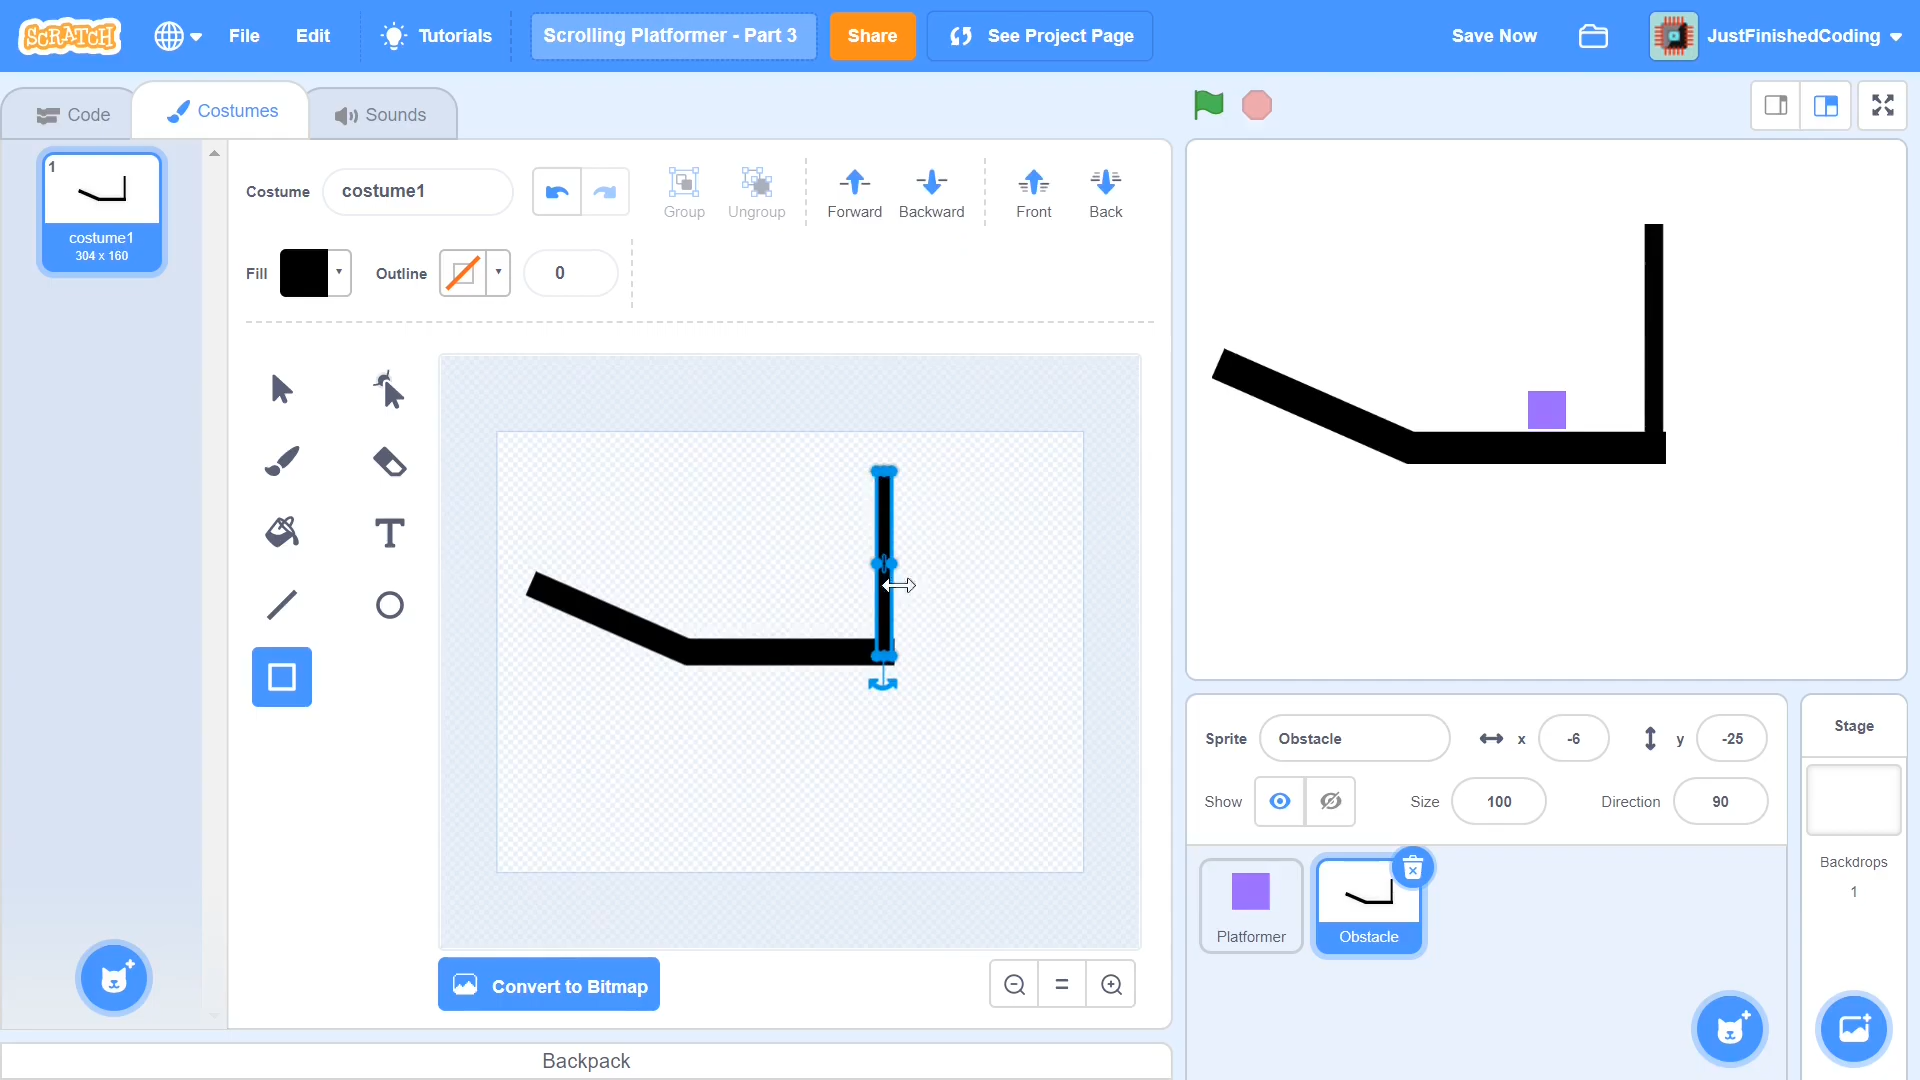 SCRATCH
File
Edit
Tutorials
Scrolling Platformer - Part 3
Share
See Project Page
Save Now
JustFinishedCoding
Code
Costumes
Sounds
1
costume1
304 x 160
Costume
costume1
Group
Ungroup
Forward
Backward
Front
Back
Fill
Outline
0
T
Convert to Bitmap
Backpack
Sprite
Obstacle
x
-6
y
-25
Show
Size
100
Direction
90
Platformer
Obstacle
Stage
Backdrops
1